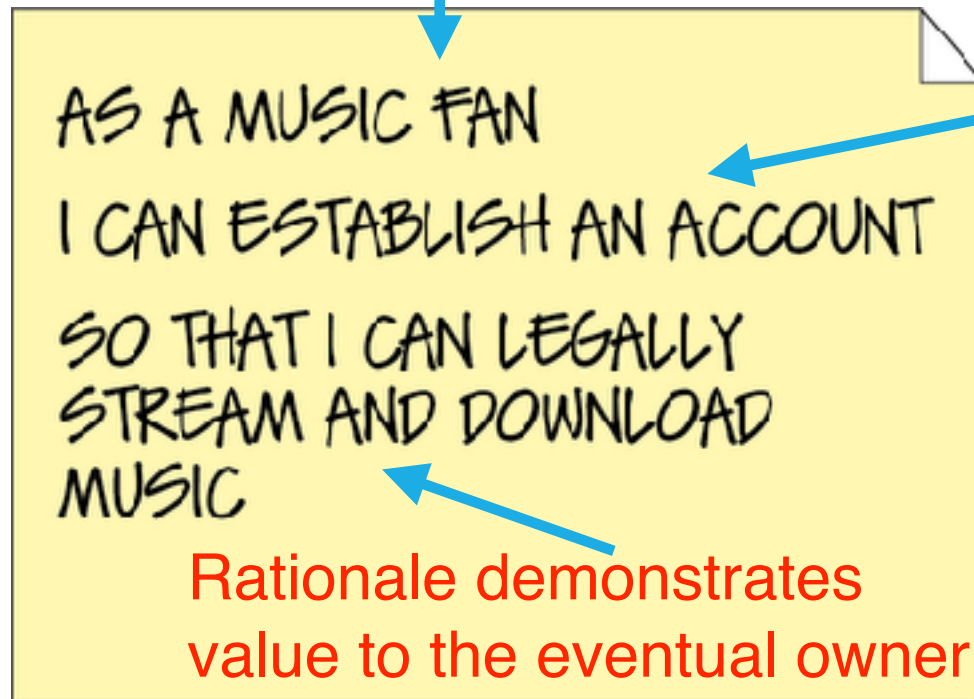 AS A MUSIC FAN
I CAN ESTABLISH AN ACCOUNT
SO THAT I CAN LEGALLY
STREAM AND DOWNLOAD
MUSIC
Rationale demonstrates
value to the eventual owner